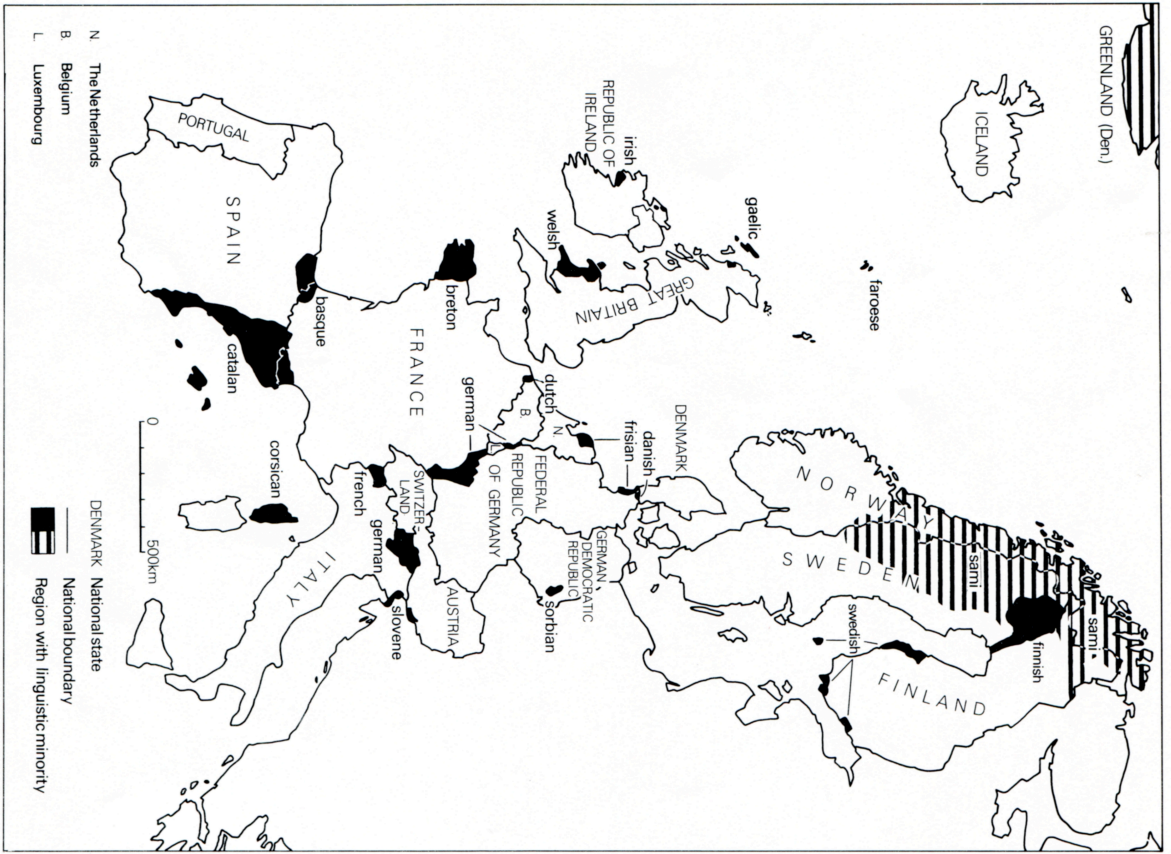 GREENLAND (Den.)
ICELAND
faroese
gaelic
REPUBLIC OF
IRELAND
irish
welsh
GREAT BRITAIN
NORWAY
SWEDEN
sami
sami
finnish
FINLAND
swedish
DENMARK
danish
frisian
dutch
N.
B.
L.
german
FEDERAL
REPUBLIC
OF GERMANY
GERMAN
DEMOCRATIC
REPUBLIC
sorbian
breton
FRANCE
SWITZER-
LAND
AUSTRIA
french
german
slovene
ITALY
basque
catalan
corsican
SPAIN
PORTUGAL
N. The Netherlands
B. Belgium
L. Luxembourg
0 500km
DENMARK National state
National boundary
Region with linguistic minority